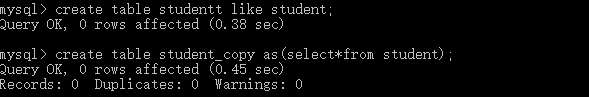 mysql> create table studentt like student;
Query OK, 0 rows affected (0.38 sec)
mysql> create table student_copy as(select*from student);
Query OK, 0 rows affected (0.45 sec)
Records: 0  Duplicates: 0  Warnings: 0